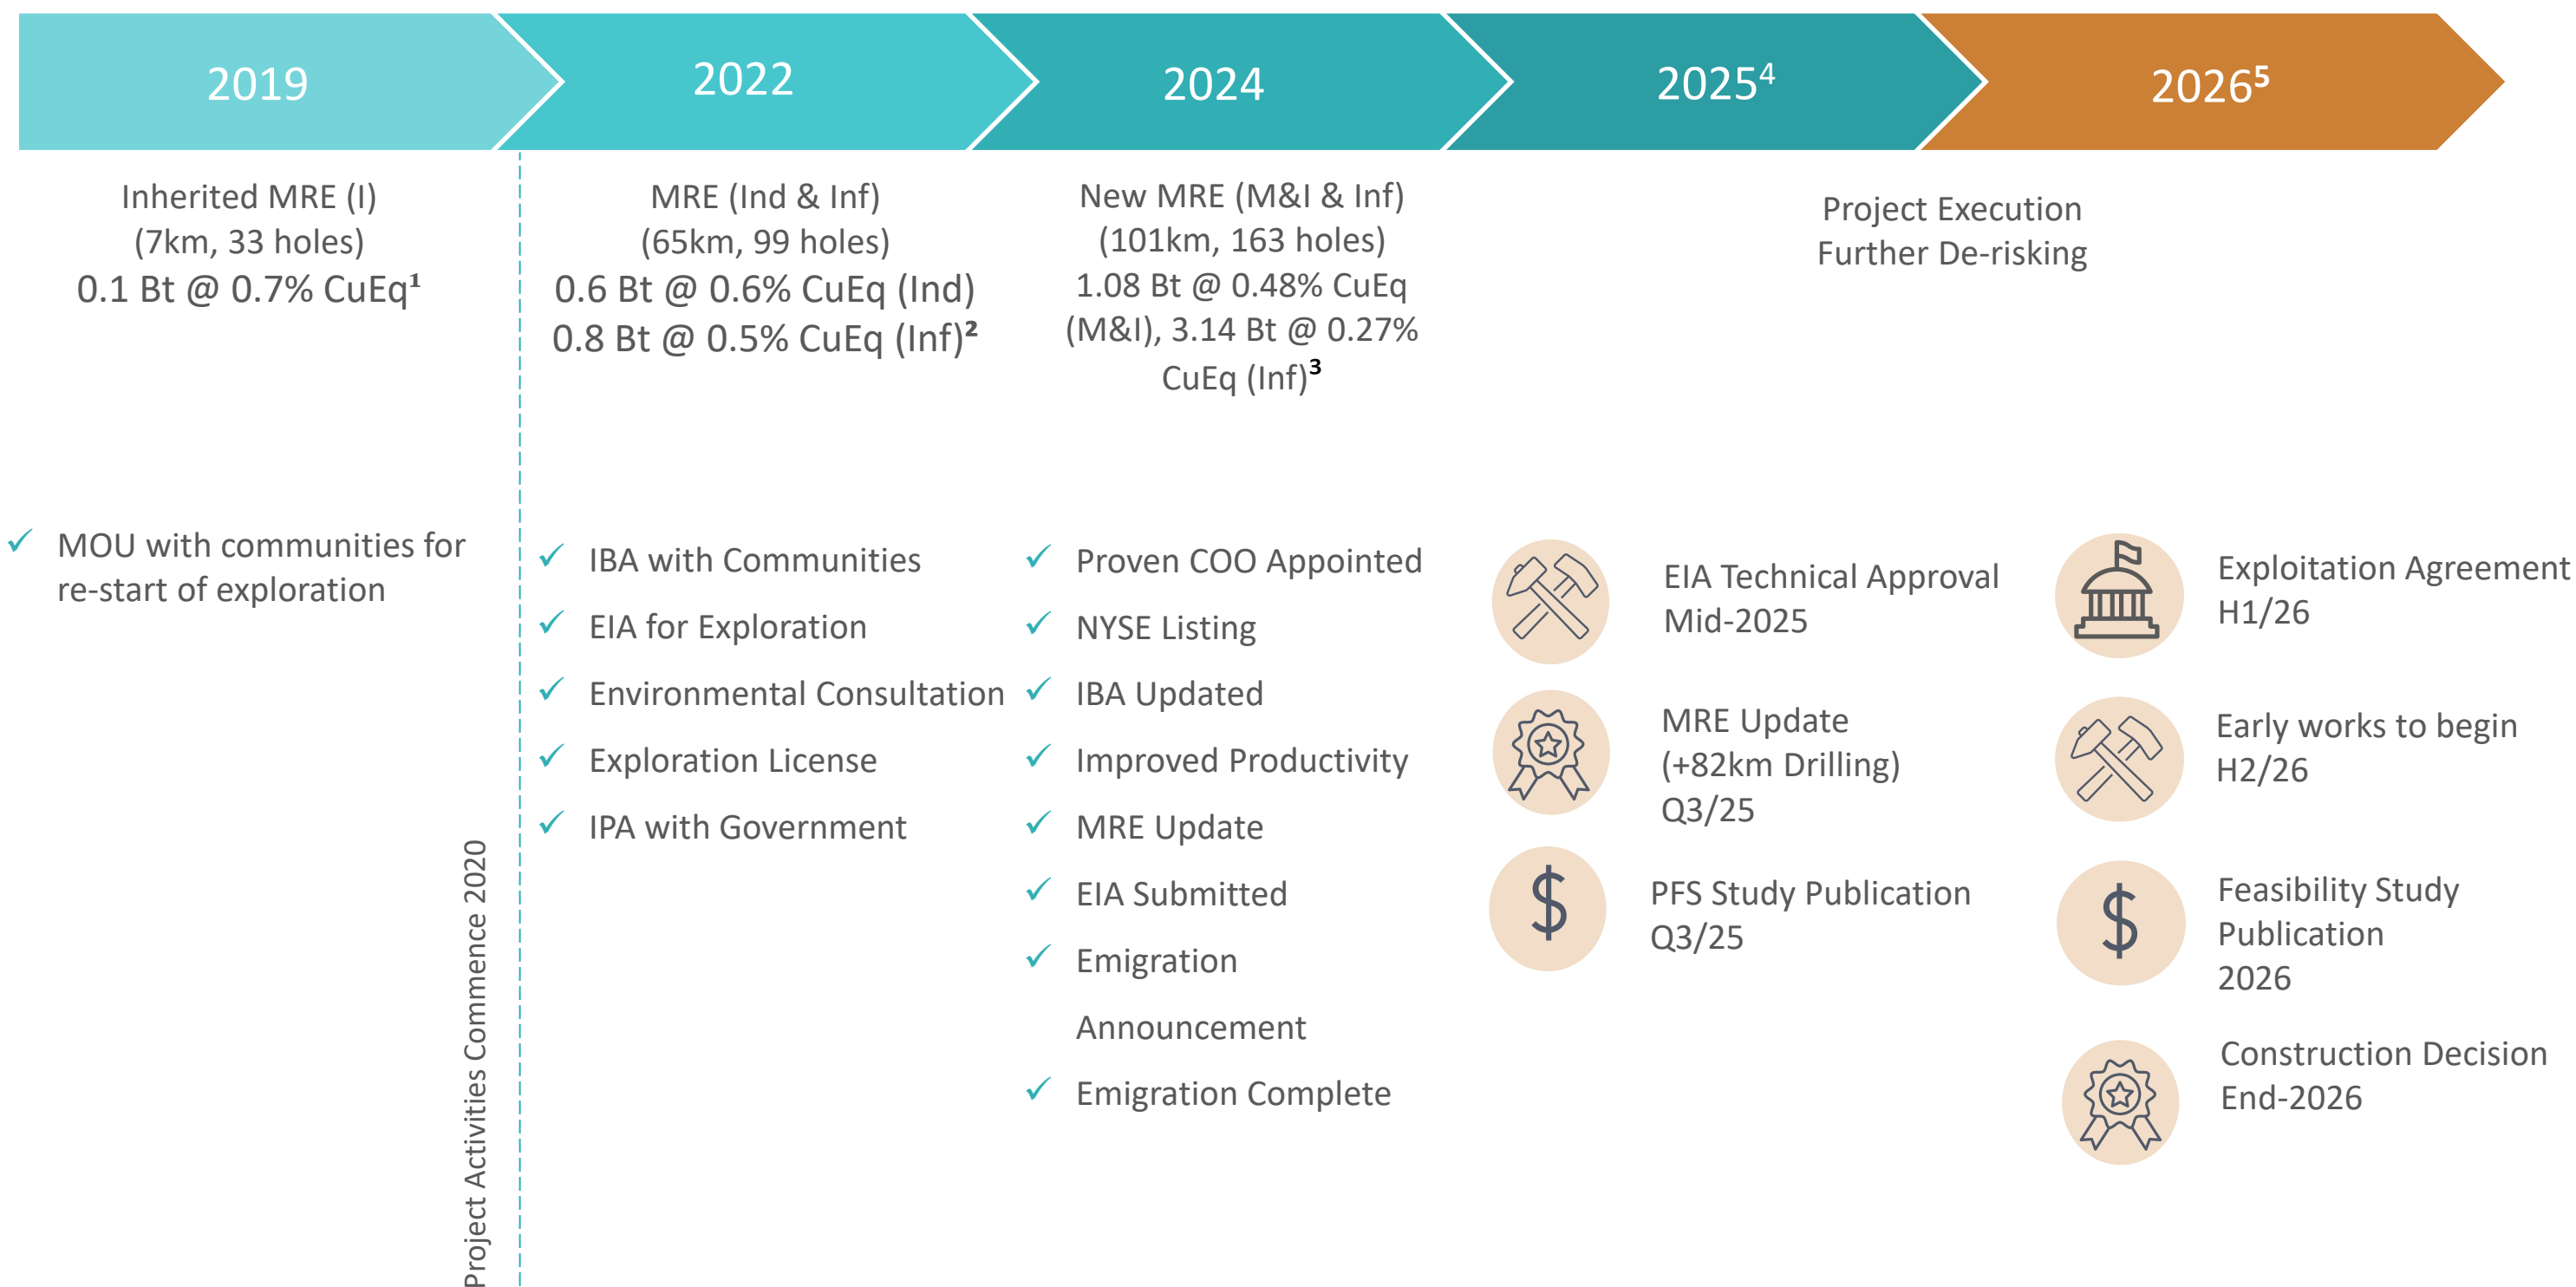 2019
2022
2024
2025⁴
2026⁵
Inherited MRE (I)
(7km, 33 holes)
0.1 Bt @ 0.7% CuEq¹
MRE (Ind & Inf)
(65km, 99 holes)
0.6 Bt @ 0.6% CuEq (Ind)
0.8 Bt @ 0.5% CuEq (Inf)²
New MRE (M&I & Inf)
(101km, 163 holes)
1.08 Bt @ 0.48% CuEq
(M&I), 3.14 Bt @ 0.27%
CuEq (Inf)³
Project Execution
Further De-risking
✓ MOU with communities for
re-start of exploration
Project Activities Commence 2020
✓ IBA with Communities
✓ EIA for Exploration
✓ Environmental Consultation
✓ Exploration License
✓ IPA with Government
✓ Proven COO Appointed
✓ NYSE Listing
✓ IBA Updated
✓ Improved Productivity
✓ MRE Update
✓ EIA Submitted
✓ Emigration
Announcement
✓ Emigration Complete
EIA Technical Approval
Mid-2025
MRE Update
(+82km Drilling)
Q3/25
$
PFS Study Publication
Q3/25
Exploitation Agreement
H1/26
Early works to begin
H2/26
$
Feasibility Study
Publication
2026
Construction Decision
End-2026